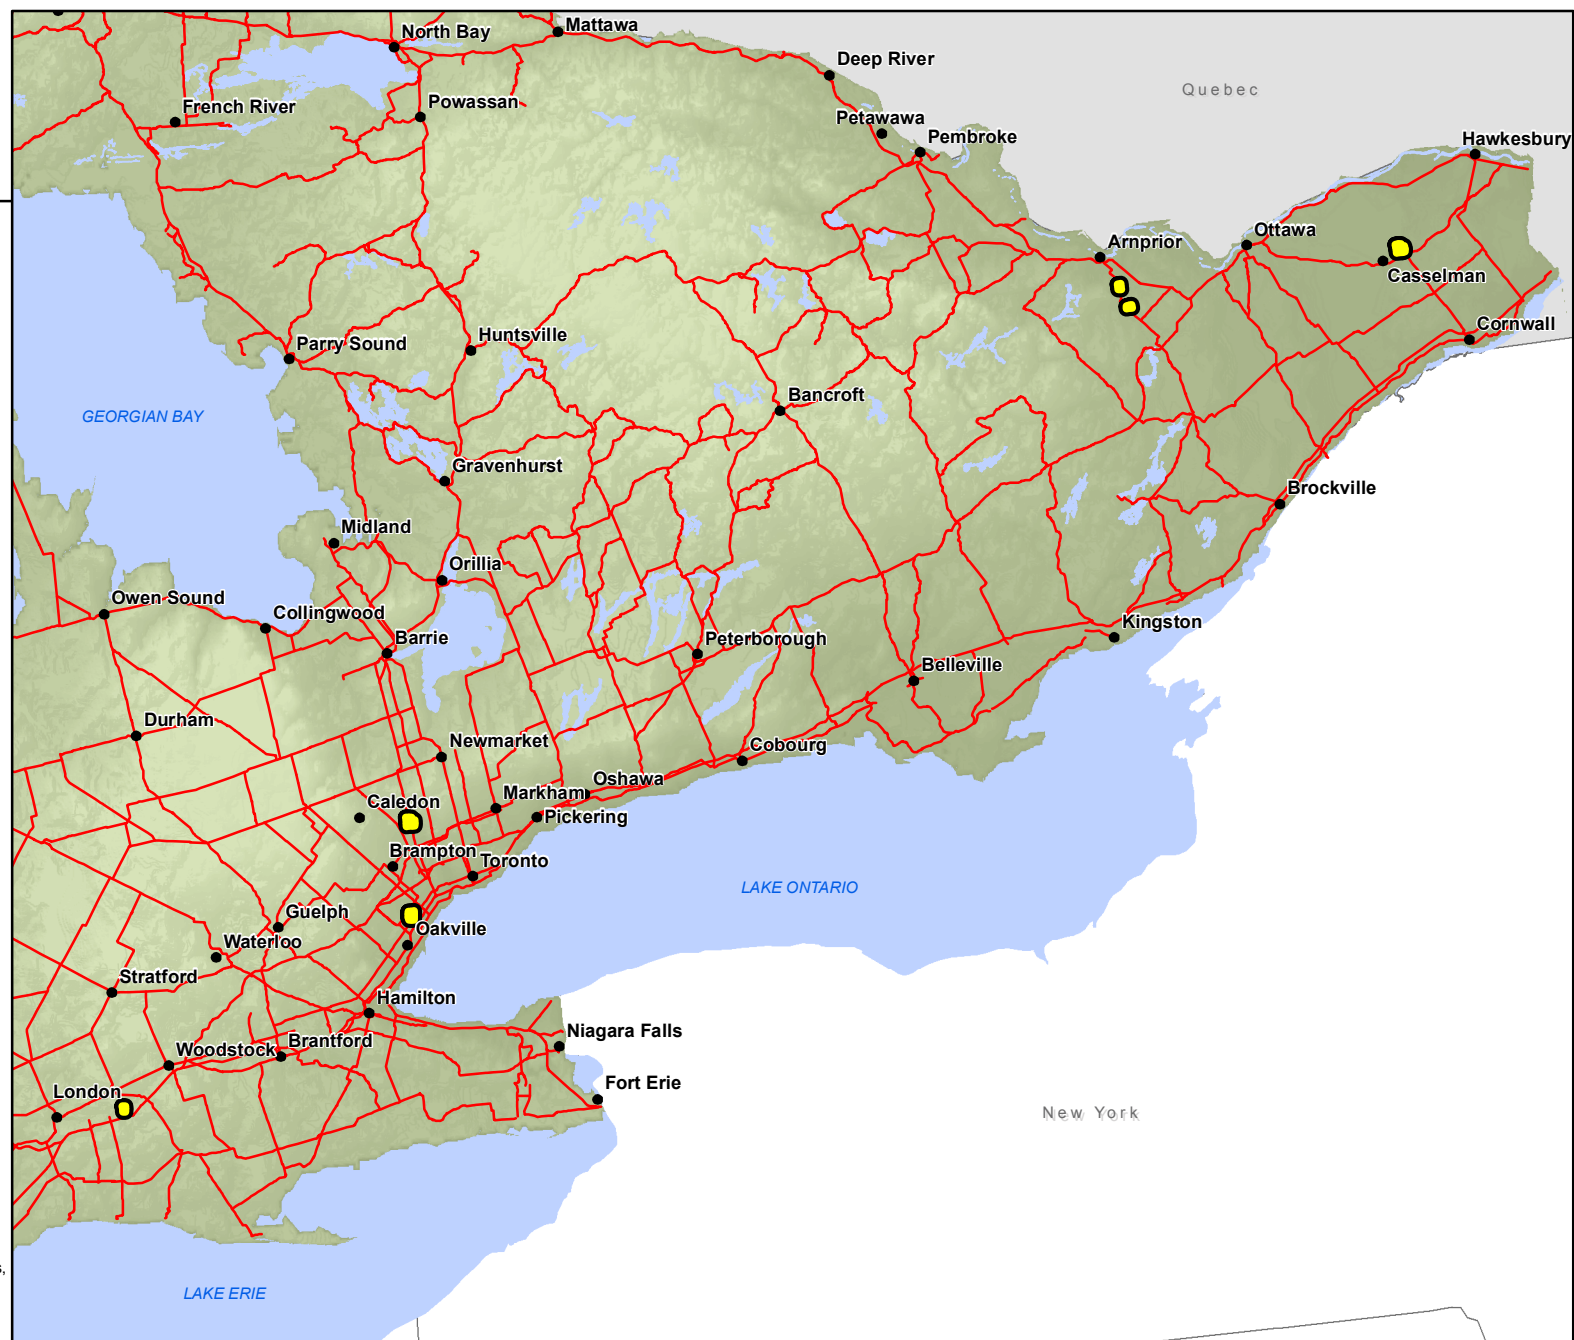 Mattawa
North Bay
Deep River
Quebec
Powassan
French River
Petawawa
Pembroke
Hawkesbury
Ottawa
Arnprior
Casselman
Cornwall
Huntsville
Parry Sound
Bancroft
GEORGIAN BAY
Gravenhurst
Brockville
Midland
Orillia
Owen Sound
Collingwood
Kingston
Barrie
Peterborough
Belleville
Durham
Newmarket
Cobourg
Oshawa
Markham
Caledon
Pickering
Brampton
Toronto
LAKE ONTARIO
Guelph
Oakville
Waterloo
Stratford
Hamilton
Niagara Falls
Brantford
Woodstock
Fort Erie
London
New York
LAKE ERIE